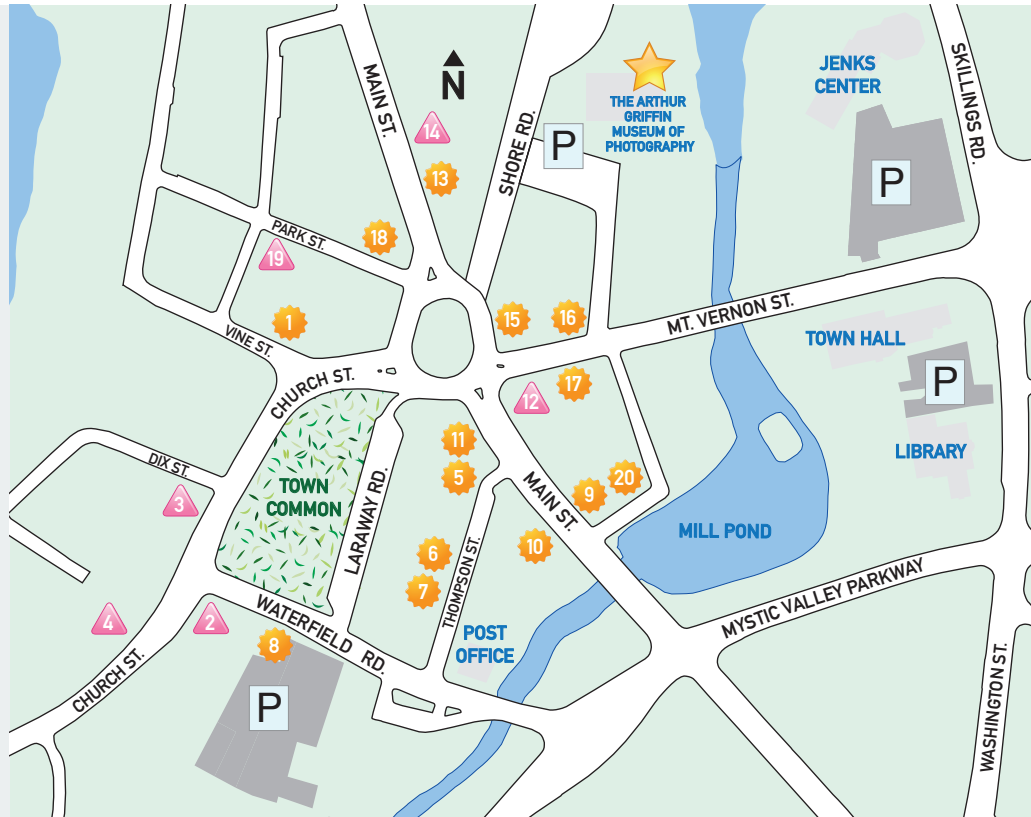 MAIN ST.
N
14
13
SHORE RD.
P
THE ARTHUR
GRIFFIN
MUSEUM OF
PHOTOGRAPHY
JENKS
CENTER
SKILLINGS RD.
P
PARK ST.
18
19
1
VINE ST.
15
16
MT. VERNON ST.
TOWN HALL
P
LIBRARY
CHURCH ST.
12
17
11
5
DIX ST.
3
TOWN
COMMON
LARAWAY RD.
MAIN ST.
9
20
10
MILL POND
6
7
THOMPSON ST.
4
2
WATERFIELD RD.
8
POST
OFFICE
MYSTIC VALLEY PARKWAY
CHURCH ST.
P
WASHINGTON ST.